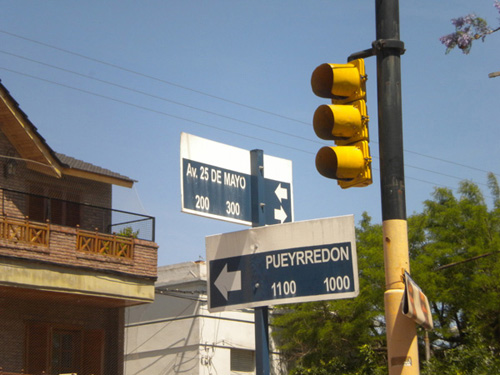 Av. 25 DE MAYO
200 300
PUEYRREDON
1100 1000